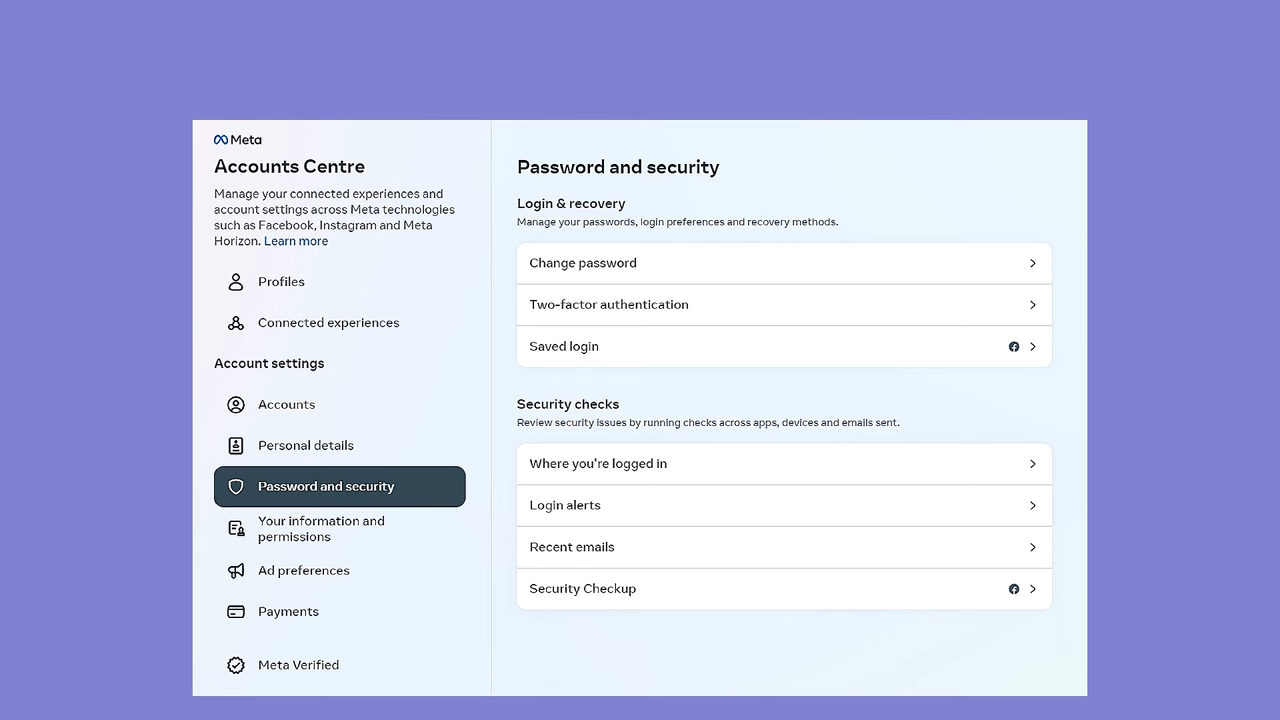 Meta
Accounts Centre
Manage your connected experiences and
account settings across Meta technologies
such as Facebook, Instagram and Meta
Horizon. Learn more
Profiles
Connected experiences
Account settings
Accounts
Personal details
Password and security
Your information and
permissions
Ad preferences
Payments
Meta Verified
Password and security
Login & recovery
Manage your passwords, login preferences and recovery methods.
Change password
Two-factor authentication
Saved login
Security checks
Review security issues by running checks across apps, devices and emails sent.
Where you're logged in
Login alerts
Recent emails
Security Checkup